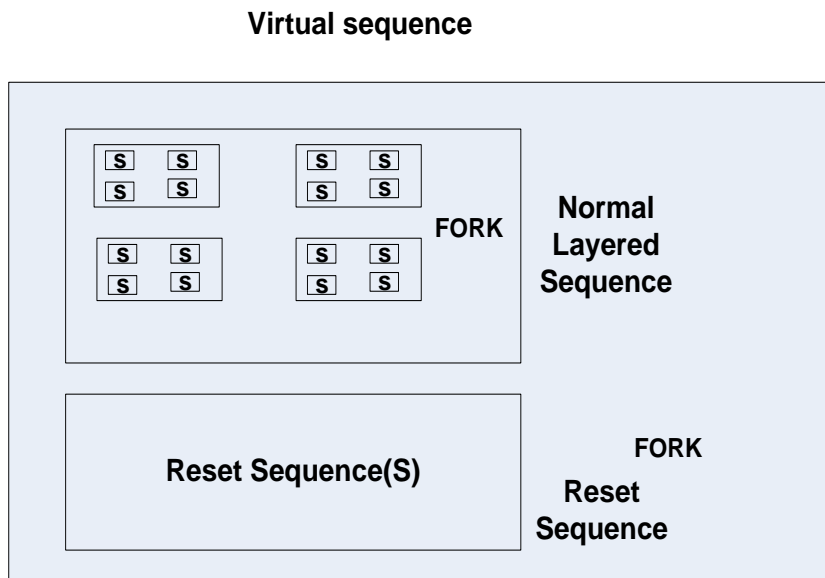 Virtual sequence
S S S S
S S S S
FORK
Normal
Layered
Sequence
S S S S
S S S S
Reset Sequence(S)
FORK
Reset
Sequence